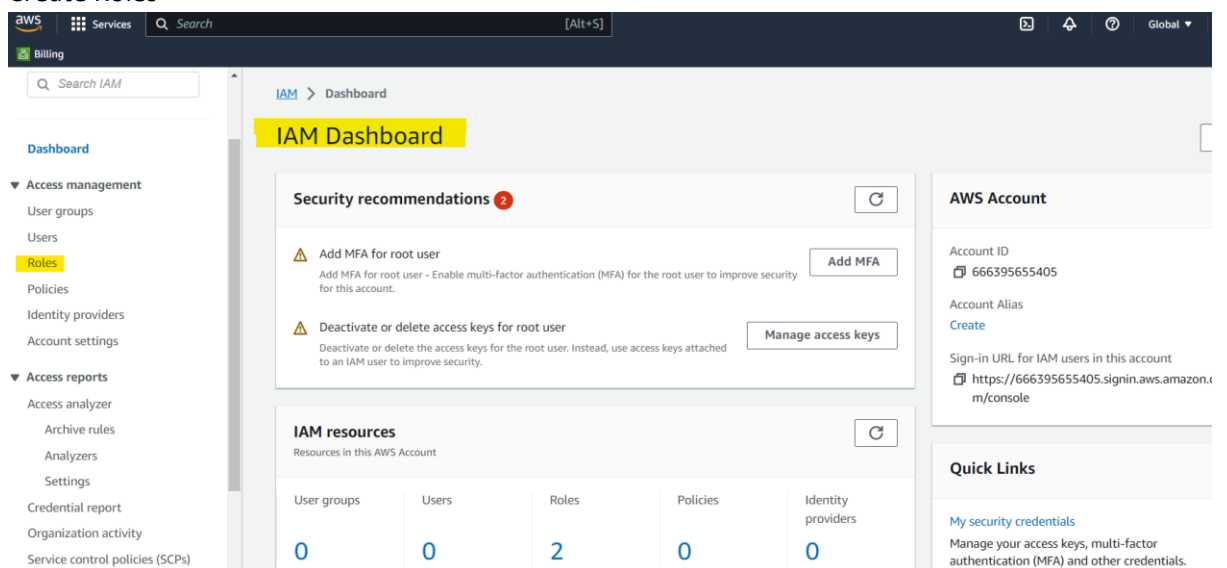 aws Services Search [Alt+S] Global
Billing
Search IAM
Dashboard
Access management
User groups
Users
Roles
Policies
Identity providers
Account settings
Access reports
Access analyzer
Archive rules
Analyzers
Settings
Credential report
Organization activity
Service control policies (SCPs)
IAM > Dashboard
IAM Dashboard
Security recommendations 2
Add MFA for root user
Add MFA for root user - Enable multi-factor authentication (MFA) for the root user to improve security
for this account.
Add MFA
Deactivate or delete access keys for root user
Deactivate or delete the access keys for the root user. Instead, use access keys attached
to an IAM user to improve security.
Manage access keys
IAM resources
Resources in this AWS Account
User groups
0
Users
0
Roles
2
Policies
0
Identity
providers
0
AWS Account
Account ID
666395655405
Account Alias
Create
Sign-in URL for IAM users in this account
https://666395655405.signin.aws.amazon.c
m/console
Quick Links
My security credentials
Manage your access keys, multi-factor
authentication (MFA) and other credentials.